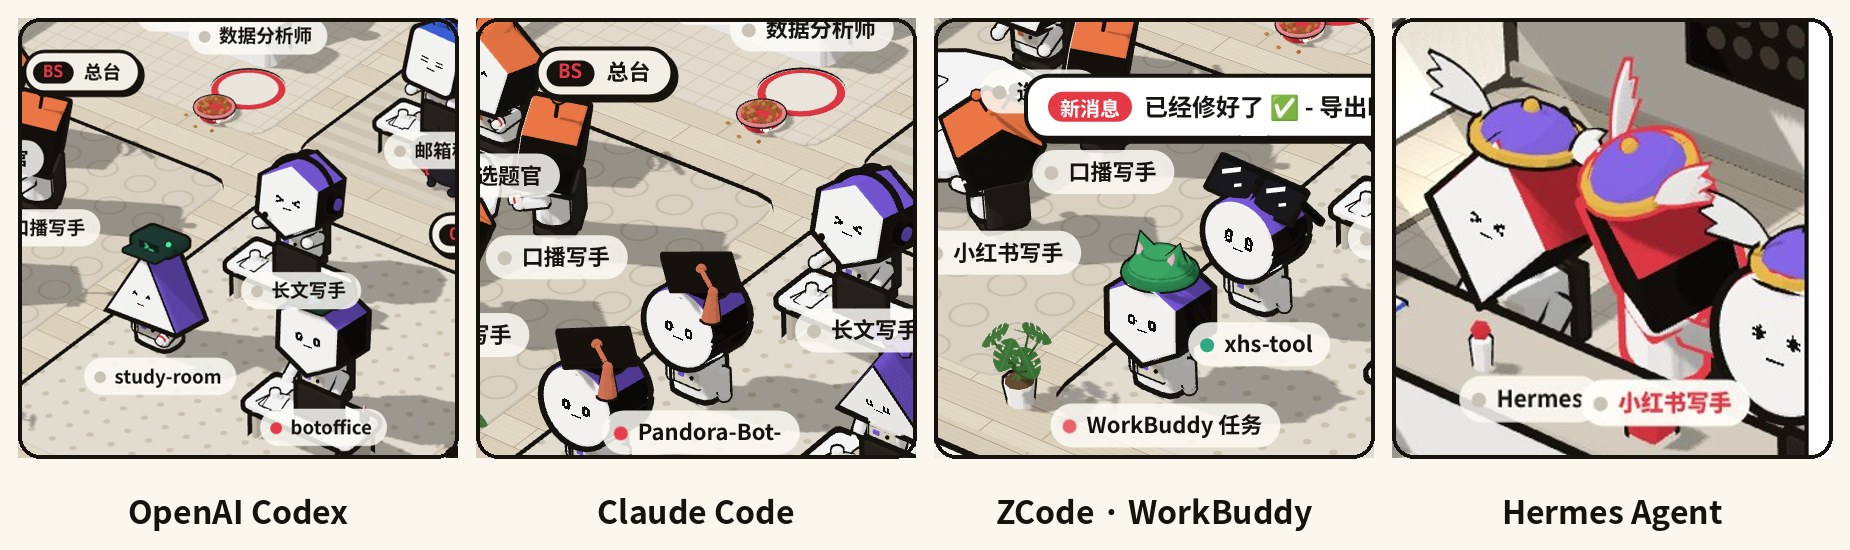 数据分析师
BS 总台
邮箱
口播写手
长文写手
study-room
botoffice
OpenAI Codex
数据分析师
BS 总台
选题官
口播写手
写手
长文写手
Pandora-Bot-
Claude Code
新消息 已经修好了 ✅ - 导出
口播写手
小红书写手
xhs-tool
WorkBuddy 任务
ZCode · WorkBuddy
Hermes
小红书写手
Hermes Agent